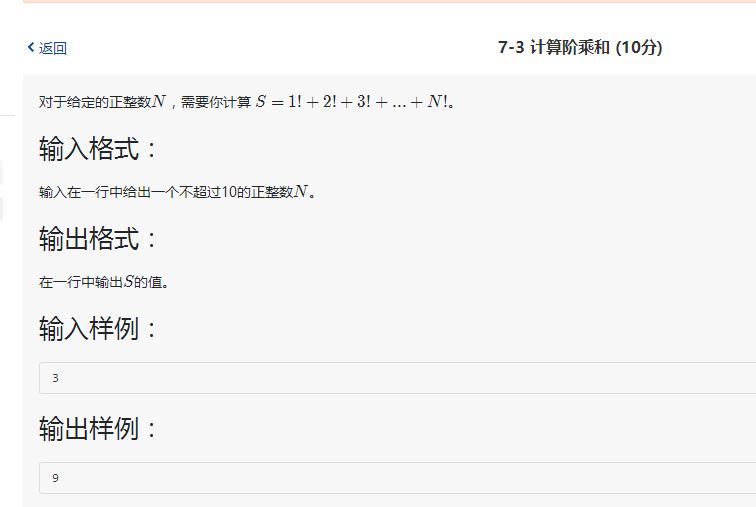 返回
7-3 计算阶乘和 (10分)
对于给定的正整数N，需要你计算 S = 1! + 2! + 3! + ... + N!。
输入格式：
输入在一行中给出一个不超过10的正整数N。
输出格式：
在一行中输出S的值。
输入样例：
3
输出样例：
9